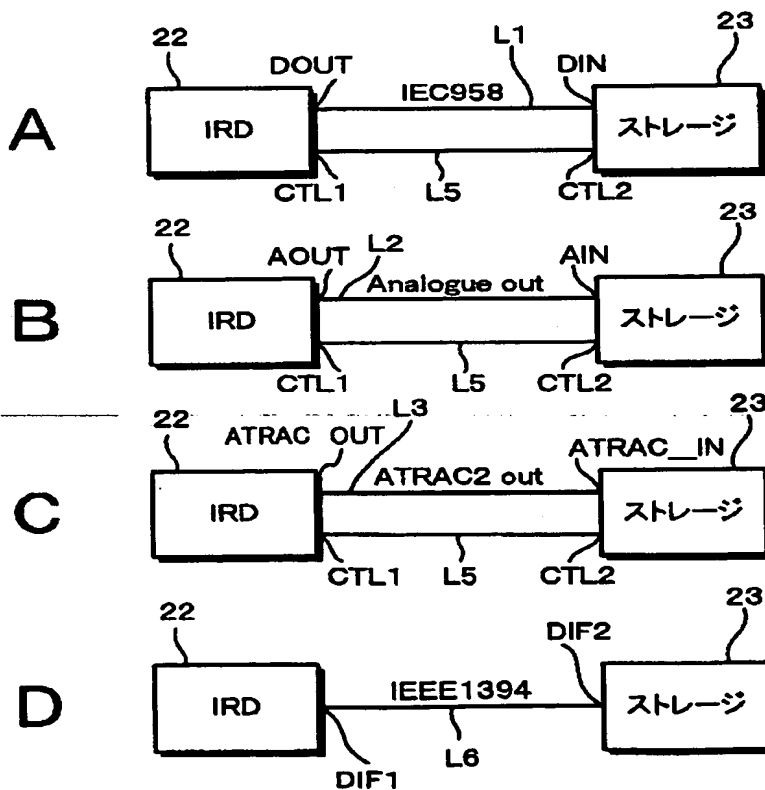 22 L1 23
DOUT DIN
IEC958
A IRD ストレージ
CTL1 L5 CTL2
22 L2 23
AOUT AIN
Analogue out
B IRD ストレージ
CTL1 L5 CTL2
22 L3 23
ATRAC OUT ATRAC__IN
ATRAC2 out
C IRD ストレージ
CTL1 L5 CTL2
22 23
DIF2
IEEE1394
D IRD ストレージ
DIF1 L6